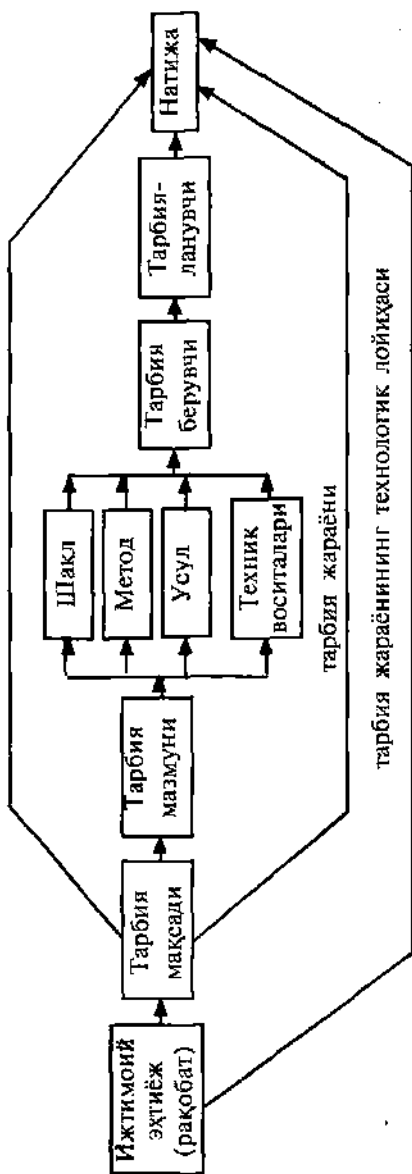 Ижтимоий
эҳтиёж
(рақобат)
Тарбия
мақсади
Тарбия
мазмуни
Шакл
Метод
Усул
Техник
воситалари
Тарбия
берувчи
Тарбия-
ланувчи
Натижа
тарбия жараёни
тарбия жараёнининг технологик лойиҳаси